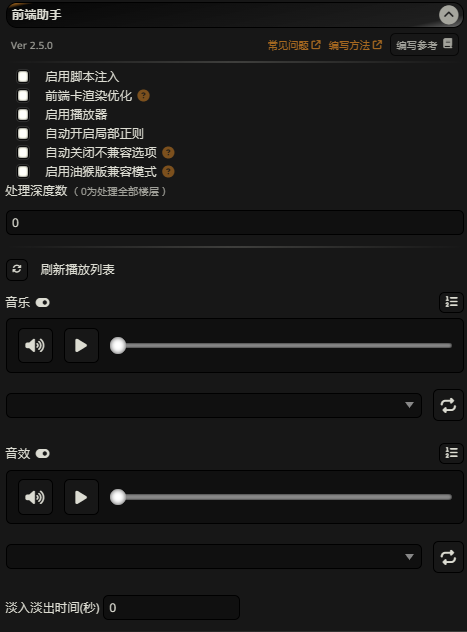 前端助手
Ver 2.5.0 常见问题 编写方法 编写参考
启用脚本注入
前端卡渲染优化 ?
启用播放器
自动开启局部正则
自动关闭不兼容选项 ?
启用油猴版兼容模式 ?
处理深度数 ( 0为处理全部楼层 )
0
刷新播放列表
音乐
音效
淡入淡出时间(秒) 0